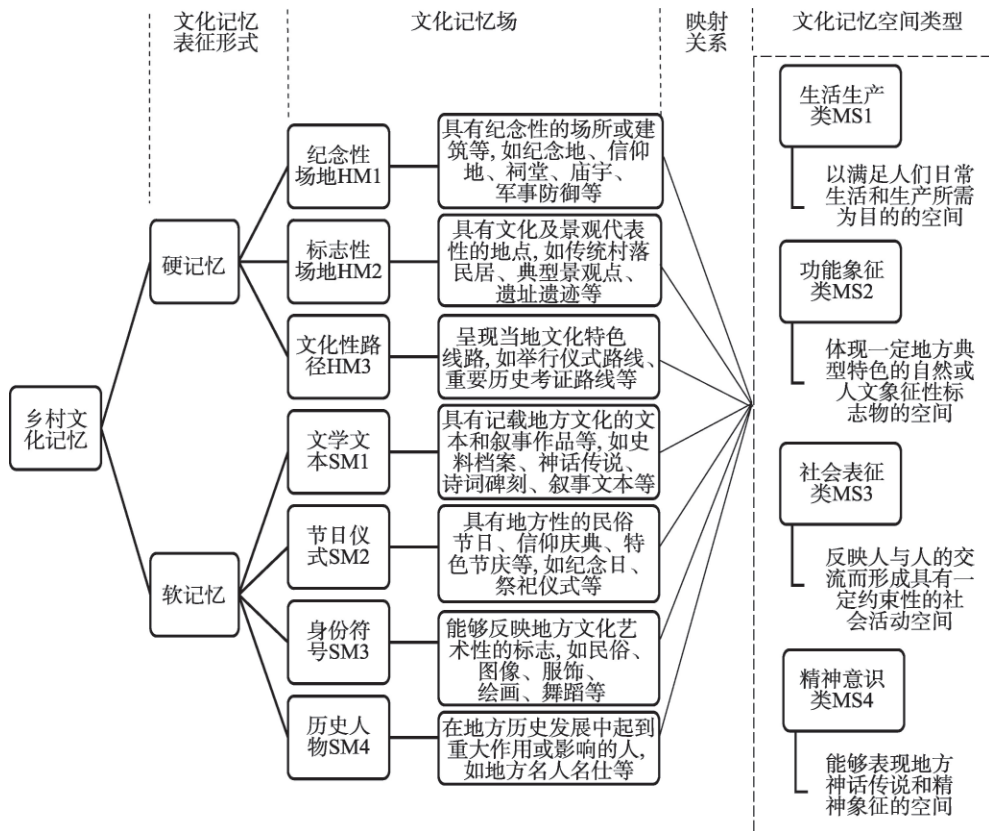 文化记忆
表征形式
文化记忆场
映射
关系
文化记忆空间类型
乡村文
化记忆
硬记忆
软记忆
纪念性
场地HM1
具有纪念性的场所或建
筑等, 如纪念地、信仰
地、祠堂、庙宇、
军事防御等
标志性
场地HM2
具有文化及景观代表
性的地点, 如传统村落
民居、典型景观点、
遗址遗迹等
文化性路
径HM3
呈现当地文化特色
线路, 如举行仪式路线、
重要历史考证路线等
文学文
本SM1
具有记载地方文化的文
本和叙事作品等, 如史
料档案、神话传说、
诗词碑刻、叙事文本等
节日仪
式SM2
具有地方性的民俗
节日、信仰庆典、特
色节庆等, 如纪念日、
祭祀仪式等
身份符
号SM3
能够反映地方文化艺
术性的标志, 如民俗、
图像、服饰、
绘画、舞蹈等
历史人
物SM4
在地方历史发展中起到
重大作用或影响的人,
如地方名人名仕等
生活生产
类MS1
以满足人们日常
生活和生产所需
为目的的空间
功能象征
类MS2
体现一定地方典
型特色的自然或
人文象征性标
志物的空间
社会表征
类MS3
反映人与人的交
流而形成具有一
定约束性的社
会活动空间
精神意识
类MS4
能够表现地方
神话传说和精
神象征的空间